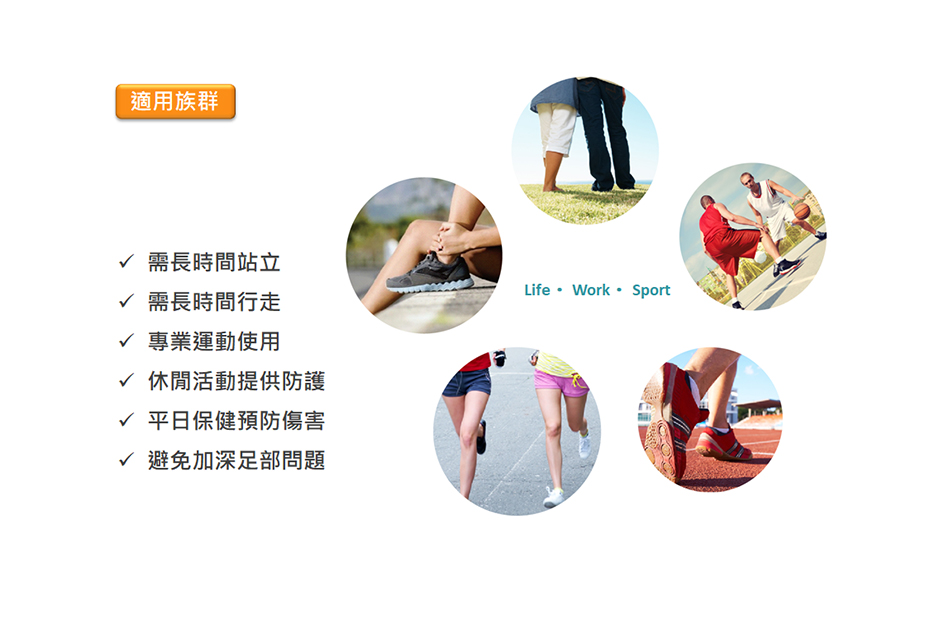 適用族群
✓ 需長時間站立
✓ 需長時間行走
✓ 專業運動使用
✓ 休閒活動提供防護
✓ 平日保健預防傷害
✓ 避免加深足部問題
Life • Work • Sport